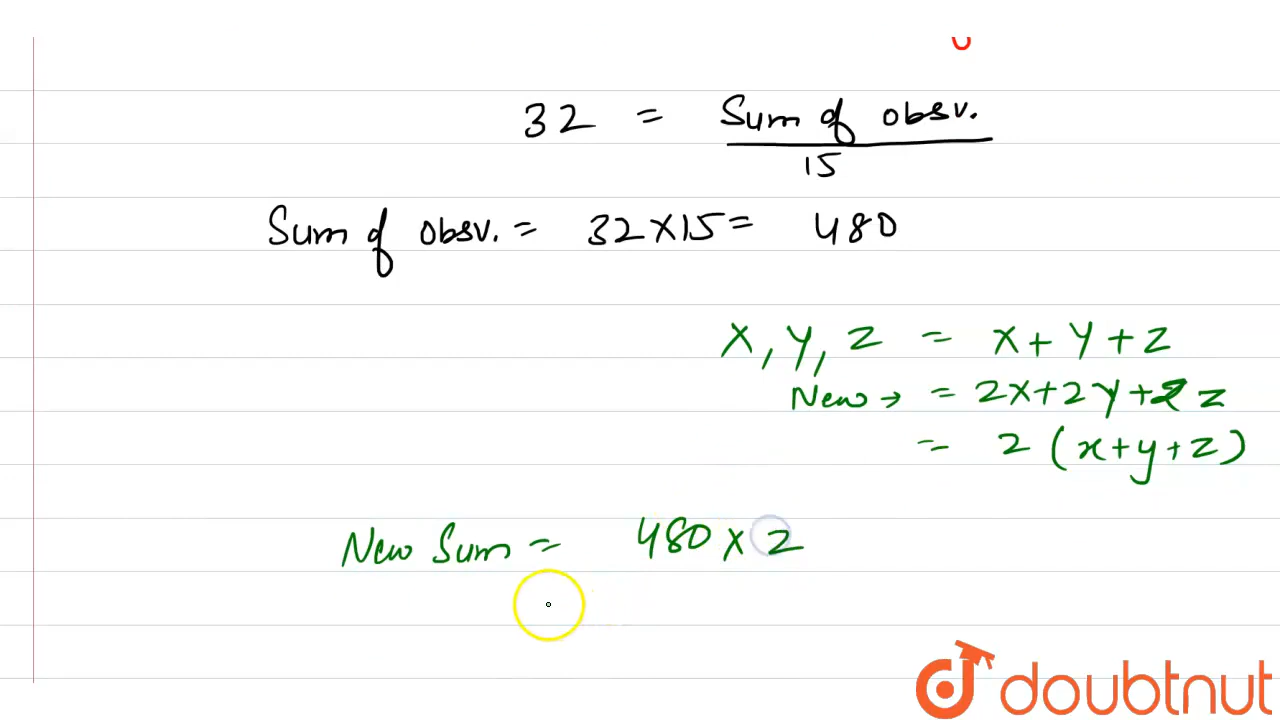 32 = Sum of obsv.
15
Sum of obsv. = 32×15 = 480
x, y, z = x+y+z
New → = 2x+2y+2z
= 2(x+y+z)
New Sum = 480 × 2
doubtnut